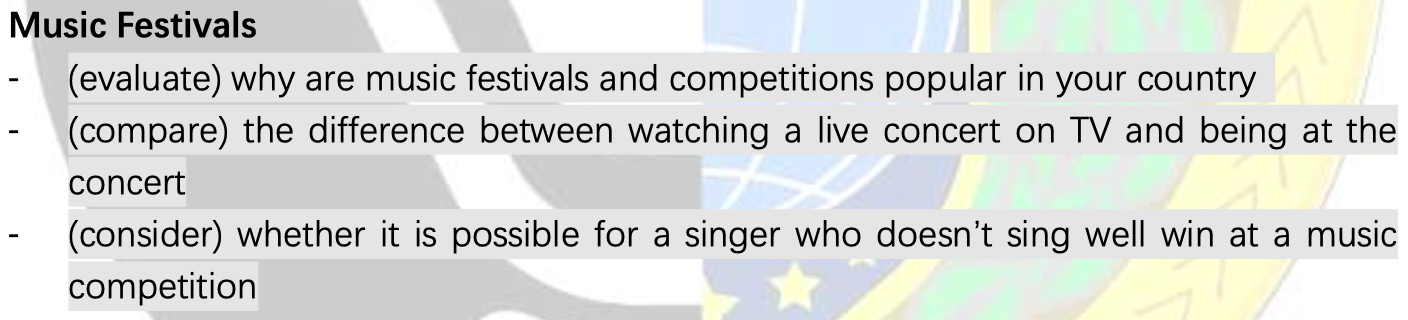 Music Festivals
- (evaluate) why are music festivals and competitions popular in your country
- (compare) the difference between watching a live concert on TV and being at the
concert
- (consider) whether it is possible for a singer who doesn't sing well win at a music
competition